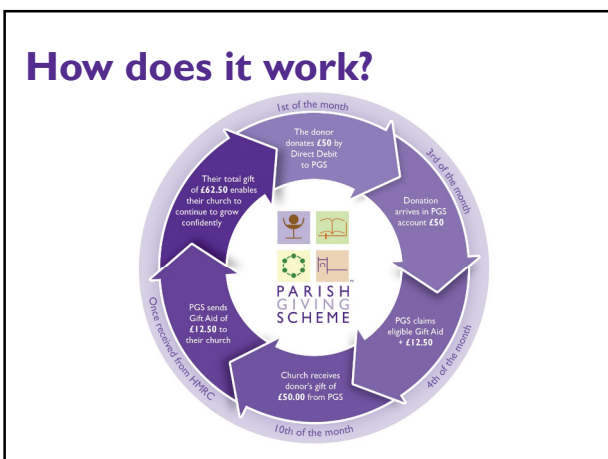 How does it work?
1st of the month
The donor
donates £50 by
Direct Debit
to PGS
3rd of the month
Donation
arrives in PGS
account £50
PGS claims
eligible Gift Aid
+ £12.50
4th of the month
Church receives
donor's gift of
£50.00 from PGS
10th of the month
PGS sends
Gift Aid of
£12.50 to
their church
Once received from HMRC
Their total gift
of £62.50 enables
their church to
continue to grow
confidently
PARISH
GIVING
SCHEME